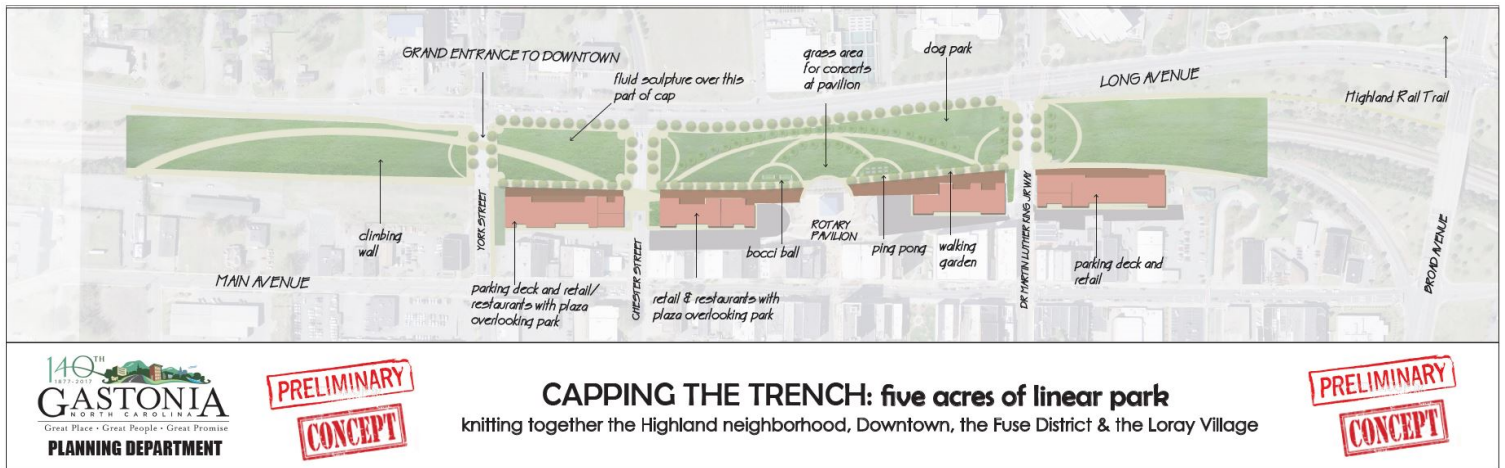 GRAND ENTRANCE TO DOWNTOWN
fluid sculpture over this
part of cap
grass area
for concerts
at pavilion
dog park
LONG AVENUE
Highland Rail Trail
climbing
wall
MAIN AVENUE
YORK STREET
parking deck and retail/
restaurants with plaza
overlooking park
CHESTER STREET
retail & restaurants with
plaza overlooking park
bocci ball
ROTARY
PAVILION
ping pong
walking
garden
DR MARTIN LUTHER KING JR WAY
parking deck and
retail
BROAD AVENUE
140TH
1877-2017
GASTONIA
NORTH CAROLINA
Great Place • Great People • Great Promise
PLANNING DEPARTMENT
PRELIMINARY
CONCEPT
CAPPING THE TRENCH: five acres of linear park
knitting together the Highland neighborhood, Downtown, the Fuse District & the Loray Village
PRELIMINARY
CONCEPT